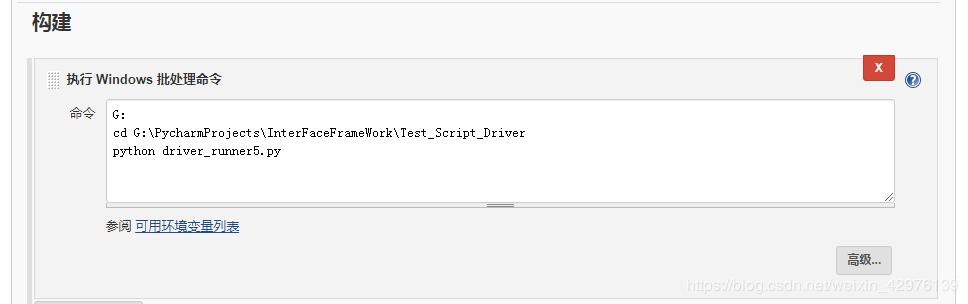 构建
执行 Windows 批处理命令
X
命令
G:
cd G:\PycharmProjects\InterFaceFrameWork\Test_Script_Driver
python driver_runner5.py
参阅 可用环境变量列表
高级...
https://blog.csdn.net/weixin_42976139